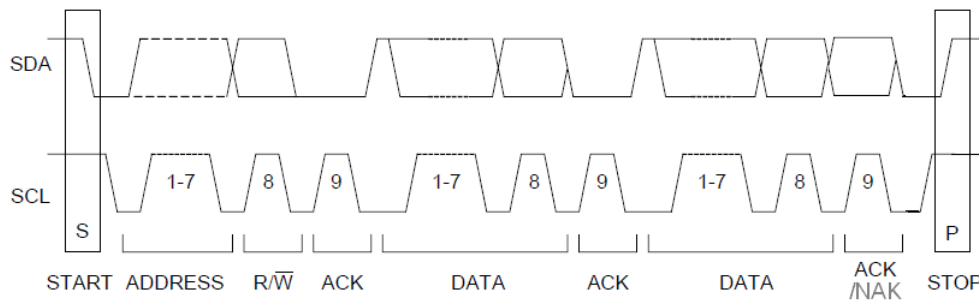 SDA
SCL
1-7 8 9 1-7 8 9 1-7 8 9
S P
START ADDRESS R/W̅ ACK DATA ACK DATA ACK STOP
/NAK